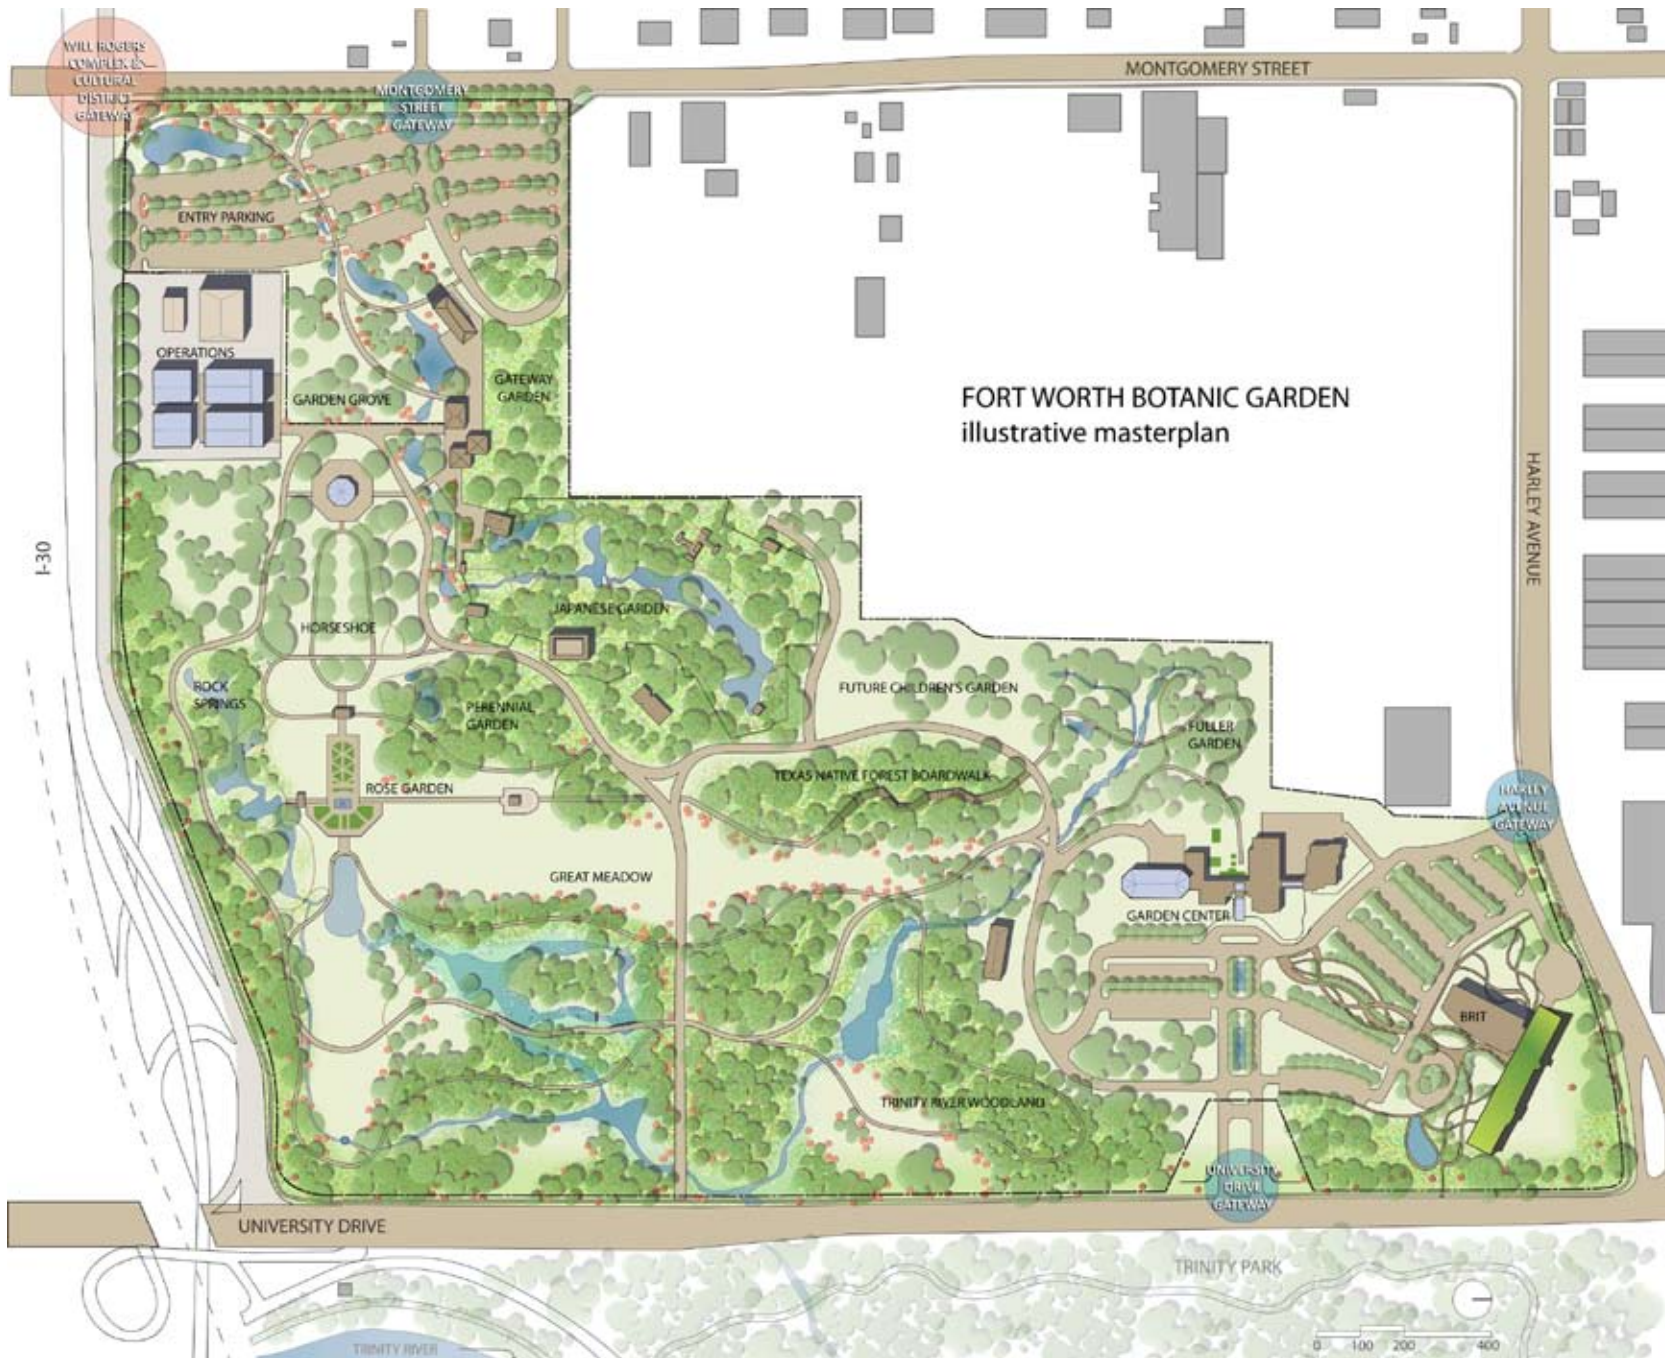 WILL ROGERS
COMPLEX &
CULTURAL
DISTRICT
GATEWAY
MONTGOMERY
STREET
GATEWAY
MONTGOMERY STREET
ENTRY PARKING
OPERATIONS
GARDEN GROVE
GATEWAY
GARDEN
FORT WORTH BOTANIC GARDEN
illustrative masterplan
HARLEY AVENUE
I-30
HORSESHOE
JAPANESE GARDEN
ROCK
SPRINGS
PERENNIAL
GARDEN
FUTURE CHILDREN'S GARDEN
FULLER
GARDEN
ROSE GARDEN
TEXAS NATIVE FOREST BOARDWALK
HARLEY
AVENUE
GATEWAY
GREAT MEADOW
GARDEN CENTER
BRIT
TRINITY RIVER WOODLAND
UNIVERSITY
DRIVE
GATEWAY
UNIVERSITY DRIVE
TRINITY PARK
TRINITY RIVER
0 100 200 400